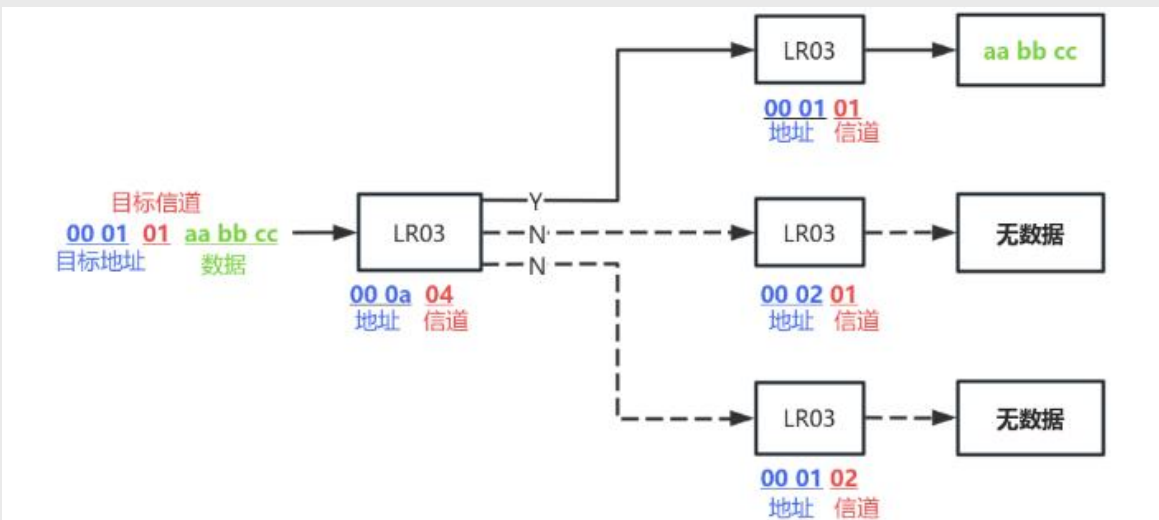 LR03
aa bb cc
00 01 01
地址 信道
目标信道
00 01 01 aa bb cc
目标地址 数据
LR03
00 0a 04
地址 信道
Y
N
N
LR03
无数据
00 02 01
地址 信道
LR03
无数据
00 01 02
地址 信道